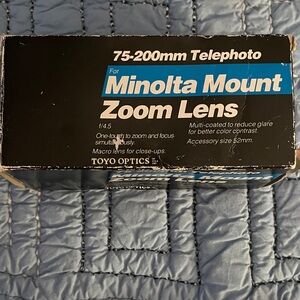 75-200mm Telephoto
For
Minolta Mount
Zoom Lens
f/4.5
One-touch to zoom and focus
simultaneously.
Macro lens for close-ups.
TOYO OPTICS
Multi-coated to reduce glare
for better color contrast.
Accessory size 52mm.